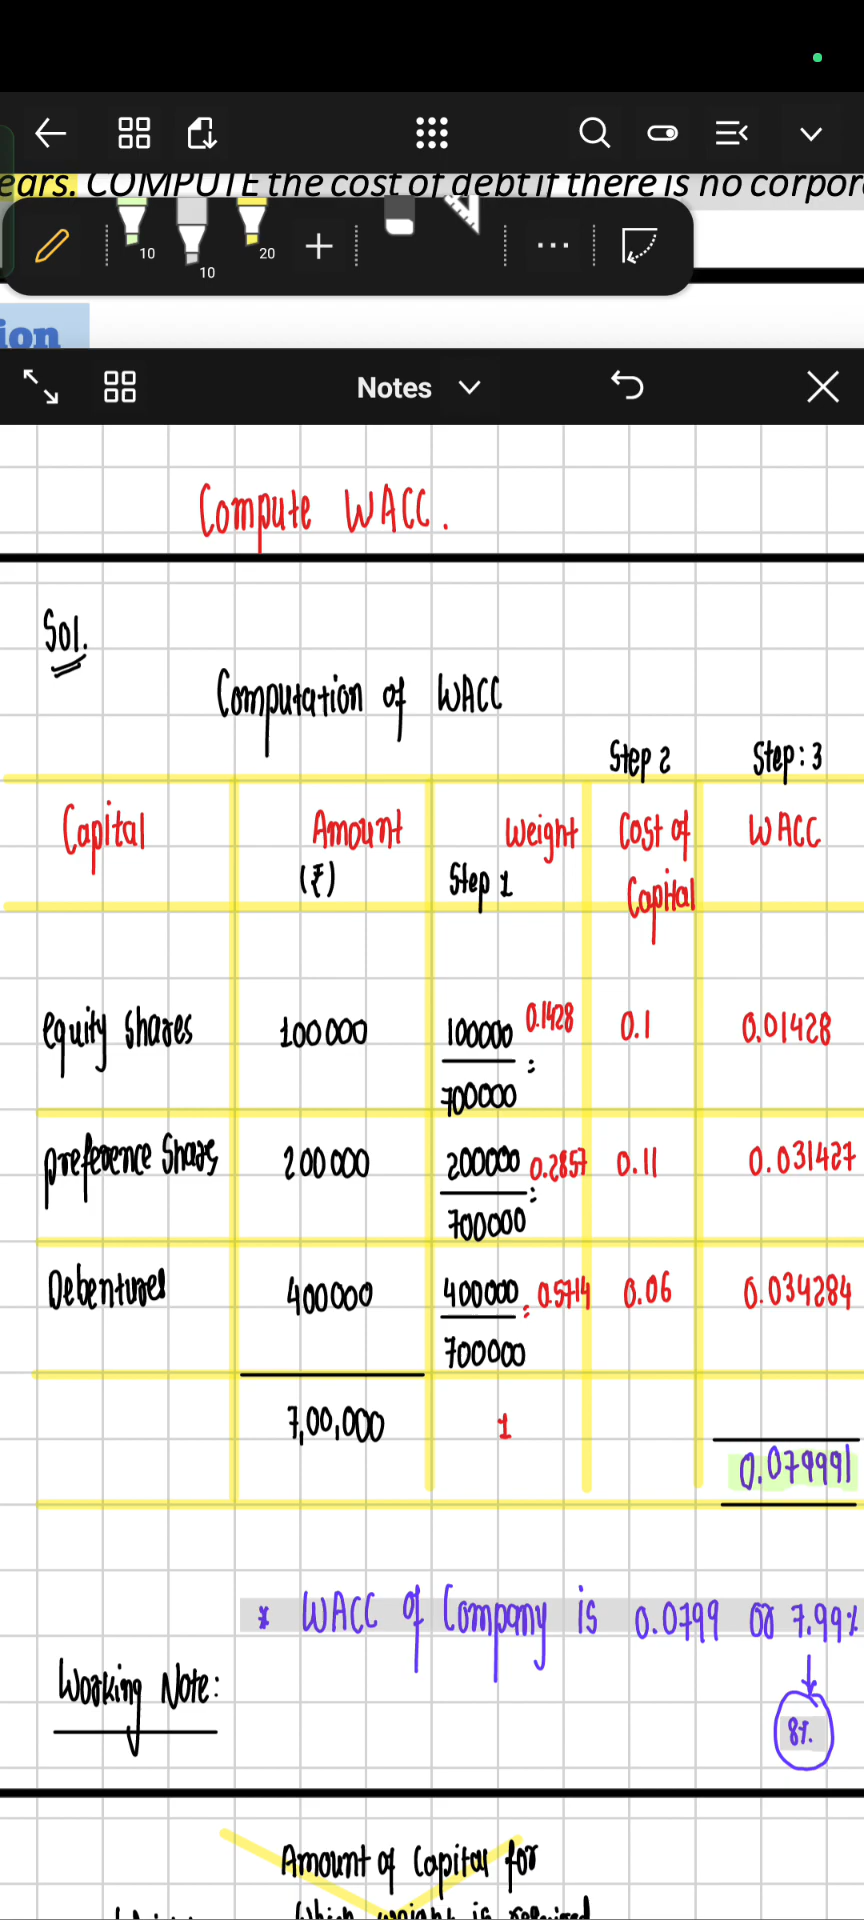 ears. COMPUTE the cost of debt if there is no corpor
10
10
20
ion
Notes
Compute WACC.
Sol.
Computation of WACC
Step 2 Step: 3
Capital Amount Weight Cost of WACC
(₹) Step 1 Capital
equity shares 100000 100000 0.1428 0.1 0.01428
700000 =
preference Shares 200000 200000 0.2857 0.11 0.031427
700000 =
Debentures 400000 400000 = 0.5714 0.06 0.034284
700000
7,00,000 1
0.079991
* WACC of Company is 0.0799 or 7.99%
Working Note:
8%.
Amount of Capital for
Which weight is required